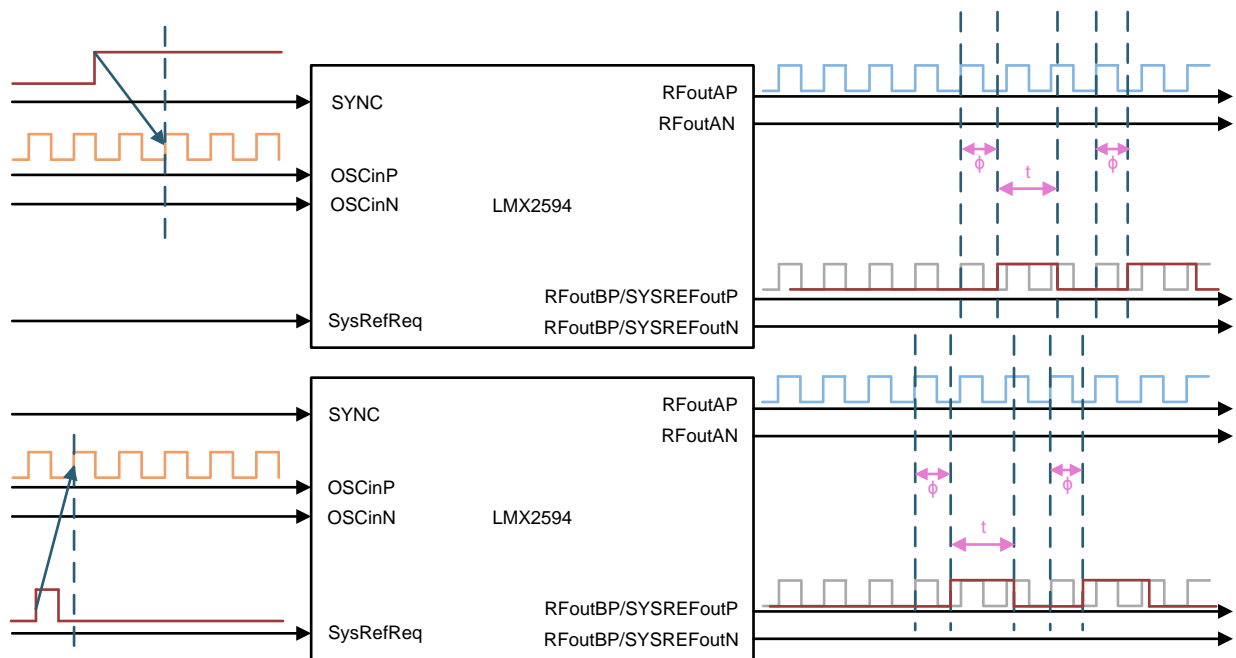 SYNC
OSCinP
OSCinN
LMX2594
SysRefReq
RFoutAP
RFoutAN
RFoutBP/SYSREFoutP
RFoutBP/SYSREFoutN
ϕ
t
ϕ
SYNC
OSCinP
OSCinN
LMX2594
SysRefReq
RFoutAP
RFoutAN
RFoutBP/SYSREFoutP
RFoutBP/SYSREFoutN
ϕ
t
ϕ